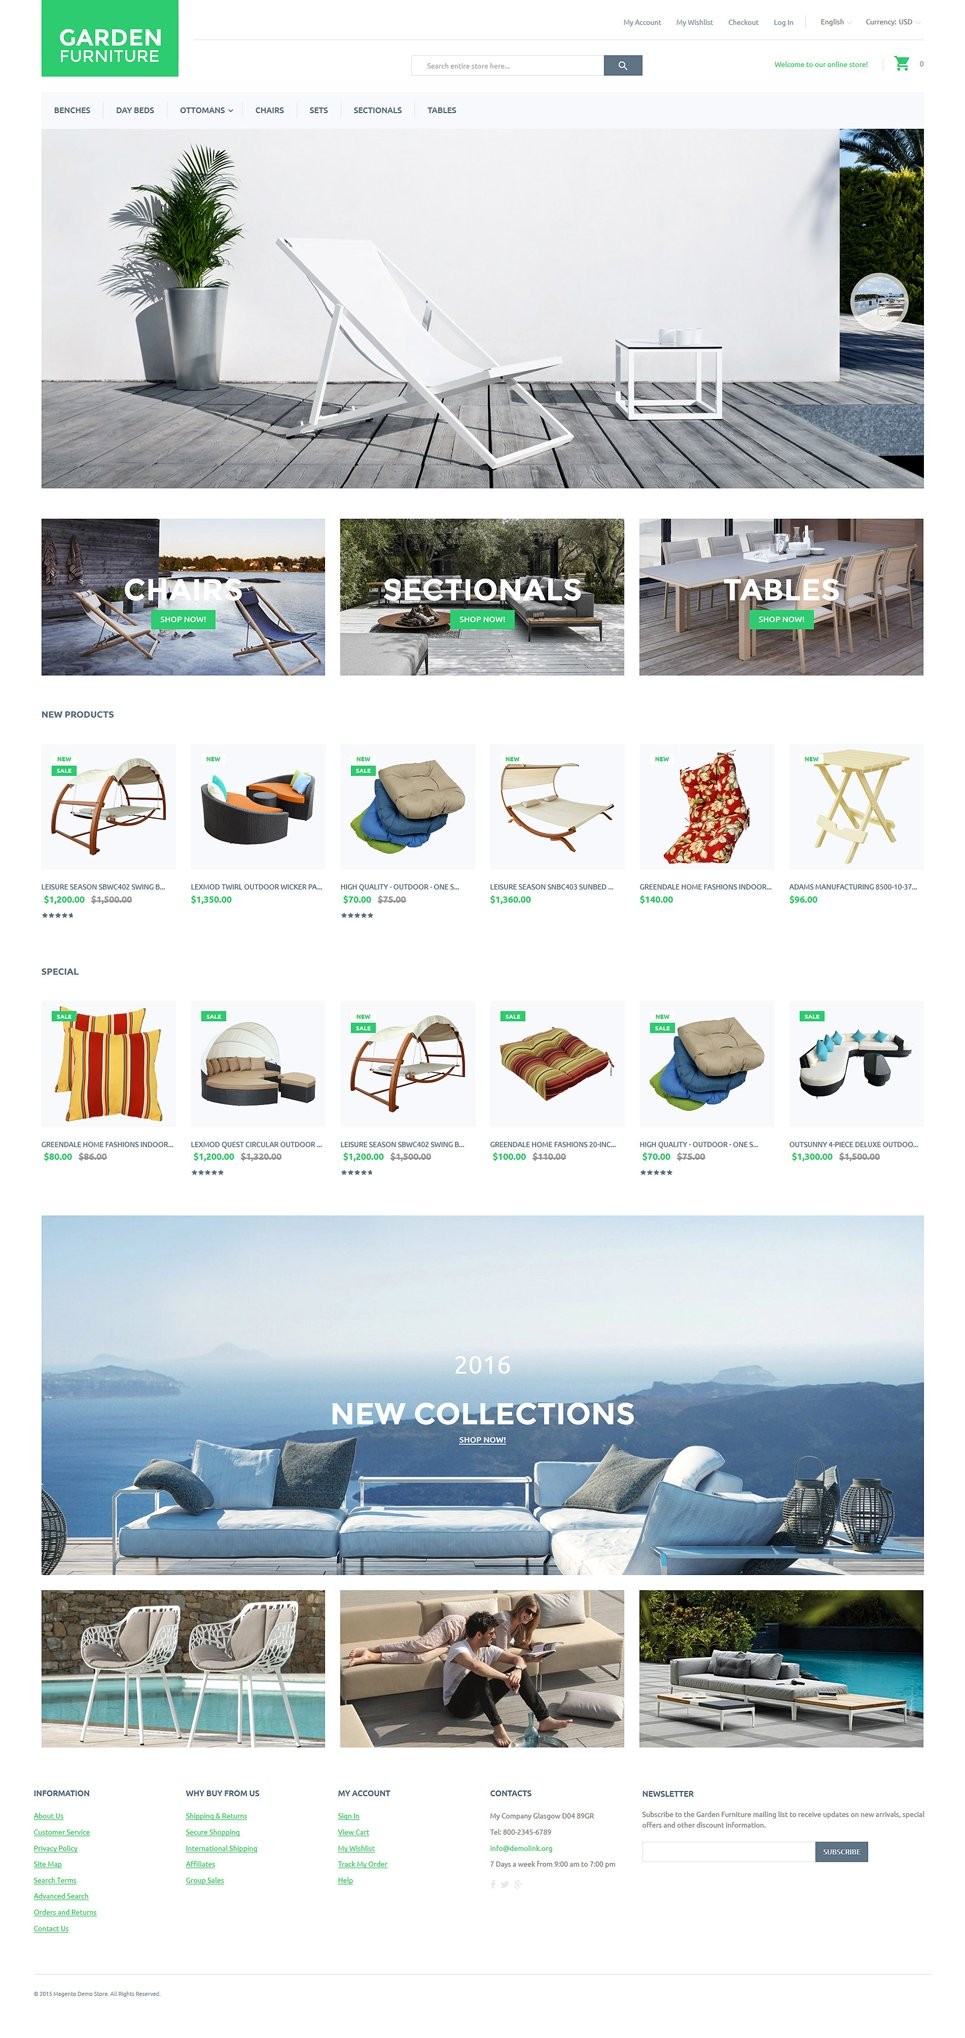 GARDEN
FURNITURE
My Account
My Wishlist
Checkout
Log In
English
Currency: USD
Search entire store here...
Welcome to our online store!
0
BENCHES
DAY BEDS
OTTOMANS
CHAIRS
SETS
SECTIONALS
TABLES
CHAIRS
SHOP NOW!
SECTIONALS
SHOP NOW!
TABLES
SHOP NOW!
NEW PRODUCTS
NEW
SALE
LEISURE SEASON SBWC402 SWING B...
$1,200.00 $1,500.00
NEW
LEXMOD TWIRL OUTDOOR WICKER PA...
$1,350.00
NEW
SALE
HIGH QUALITY - OUTDOOR - ONE S...
$70.00 $75.00
NEW
LEISURE SEASON SNBC403 SUNBED ...
$1,360.00
NEW
GREENDALE HOME FASHIONS INDOOR...
$140.00
NEW
ADAMS MANUFACTURING 8500-10-37...
$96.00
SPECIAL
SALE
GREENDALE HOME FASHIONS INDOOR...
$80.00 $86.00
SALE
LEXMOD QUEST CIRCULAR OUTDOOR ...
$1,200.00 $1,320.00
NEW
SALE
LEISURE SEASON SBWC402 SWING B...
$1,200.00 $1,500.00
SALE
GREENDALE HOME FASHIONS 20-INC...
$100.00 $110.00
NEW
SALE
HIGH QUALITY - OUTDOOR - ONE S...
$70.00 $75.00
SALE
OUTSUNNY 4-PIECE DELUXE OUTDOO...
$1,300.00 $1,500.00
2016
NEW COLLECTIONS
SHOP NOW!
INFORMATION
About Us
Customer Service
Privacy Policy
Site Map
Search Terms
Advanced Search
Orders and Returns
Contact Us
WHY BUY FROM US
Shipping & Returns
Secure Shopping
International Shipping
Affiliates
Group Sales
MY ACCOUNT
Sign In
View Cart
My Wishlist
Track My Order
Help
CONTACTS
My Company Glasgow D04 89GR
Tel: 800-2345-6789
info@demolink.org
7 Days a week from 9:00 am to 7:00 pm
NEWSLETTER
Subscribe to the Garden Furniture mailing list to receive updates on new arrivals, special
offers and other discount information.
SUBSCRIBE
© 2015 Magento Demo Store. All Rights Reserved.